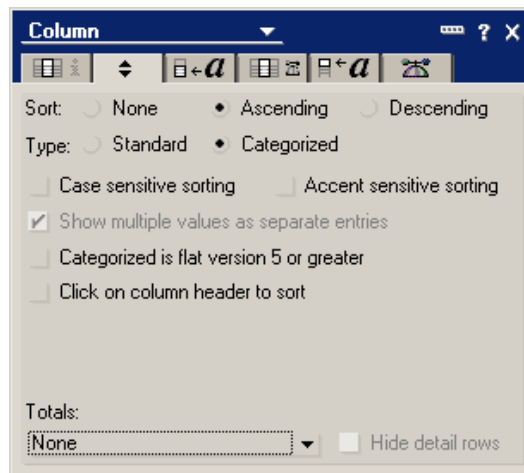 Column ?
a a
Sort: None Ascending Descending
Type: Standard Categorized
Case sensitive sorting Accent sensitive sorting
Show multiple values as separate entries
Categorized is flat version 5 or greater
Click on column header to sort
Totals:
None Hide detail rows